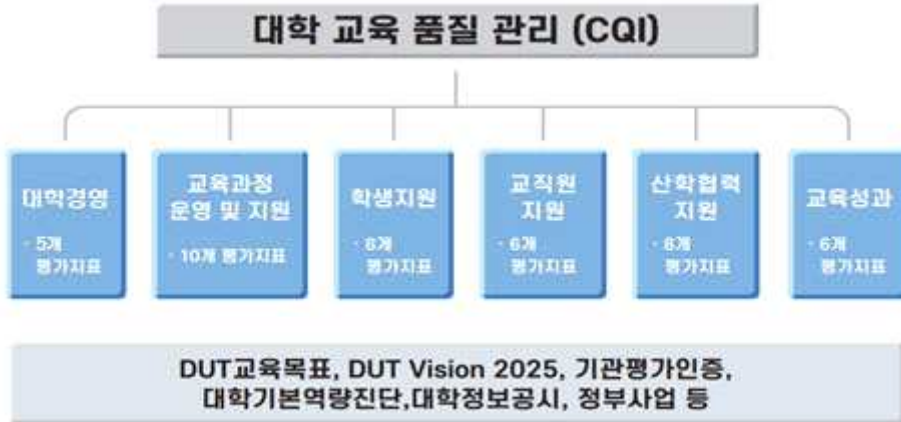 대학 교육 품질 관리 (CQI)
대학경영
· 5개
평가지표
교육과정
운영 및 지원
· 10개 평가지표
학생지원
· 8개
평가지표
교직원
지원
· 6개
평가지표
산학협력
지원
· 8개
평가지표
교육성과
· 6개
평가지표
DUT교육목표, DUT Vision 2025, 기관평가인증,
대학기본역량진단,대학정보공시, 정부사업 등